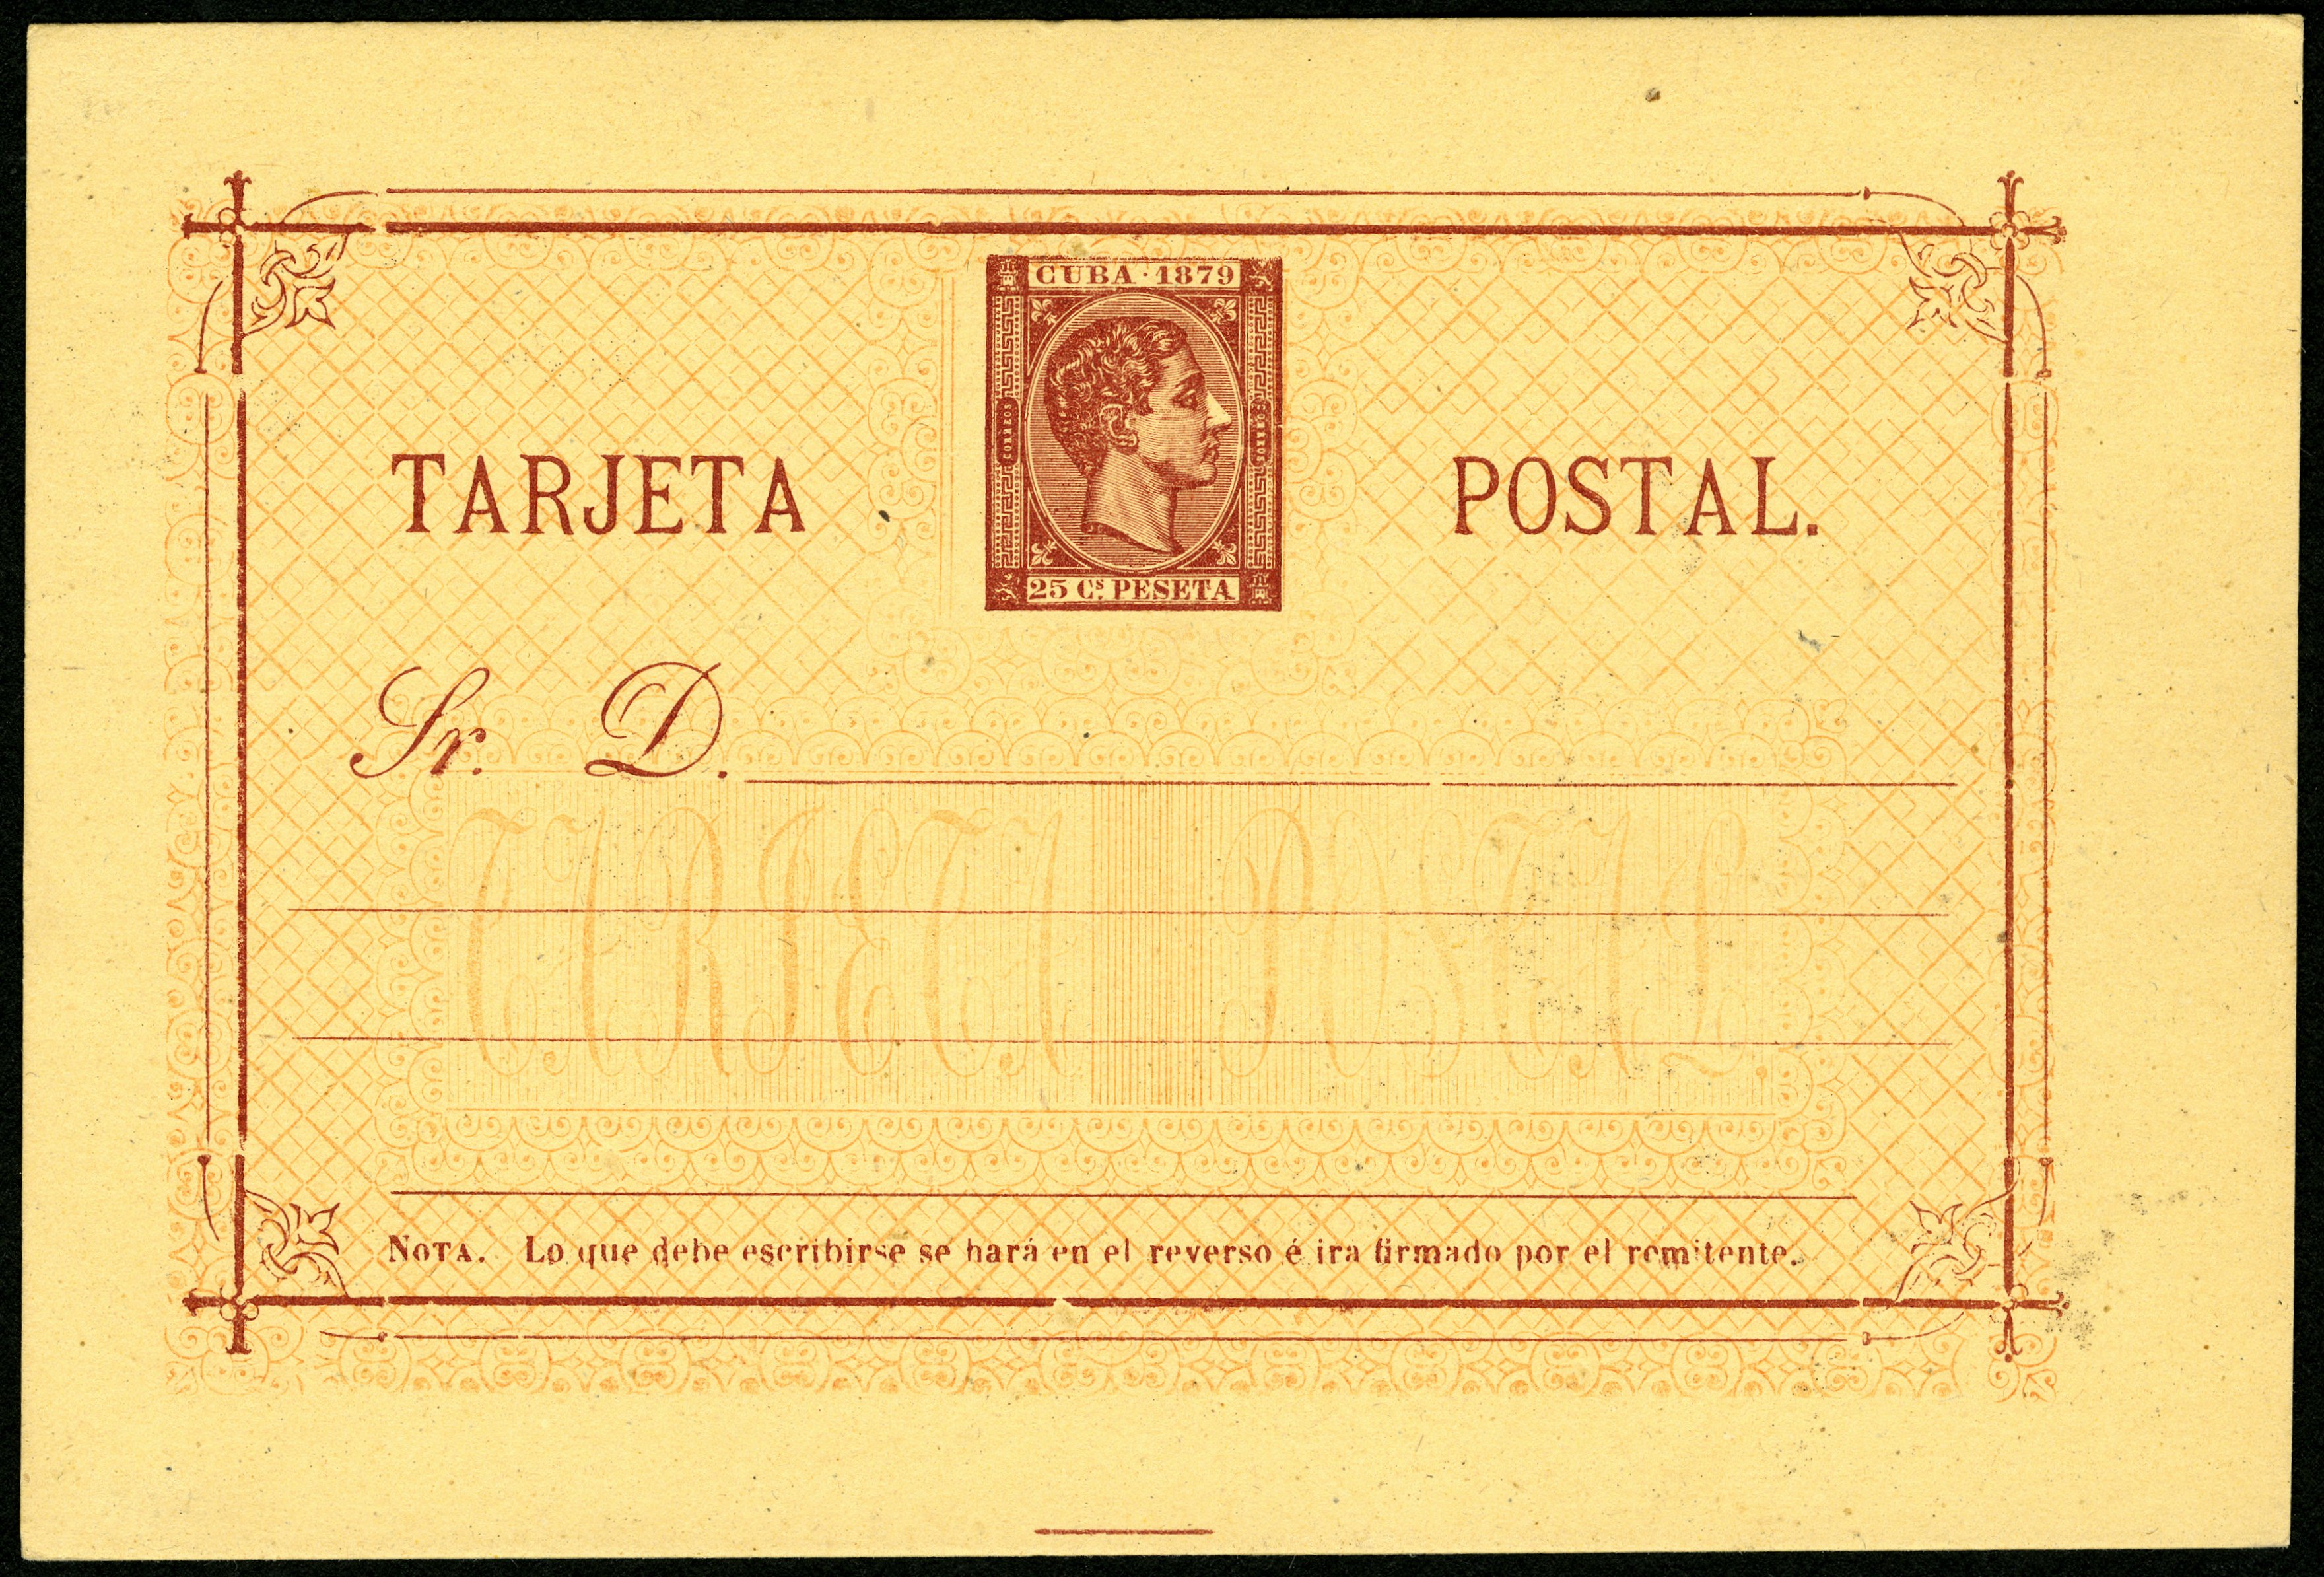 CUBA · 1879
CORREOS
CORREOS
25 Cs. PESETA
TARJETA POSTAL.
Sr. D.
TARJETA POSTAL
NOTA. Lo que debe escribirse se hará en el reverso é ira firmado por el remitente.